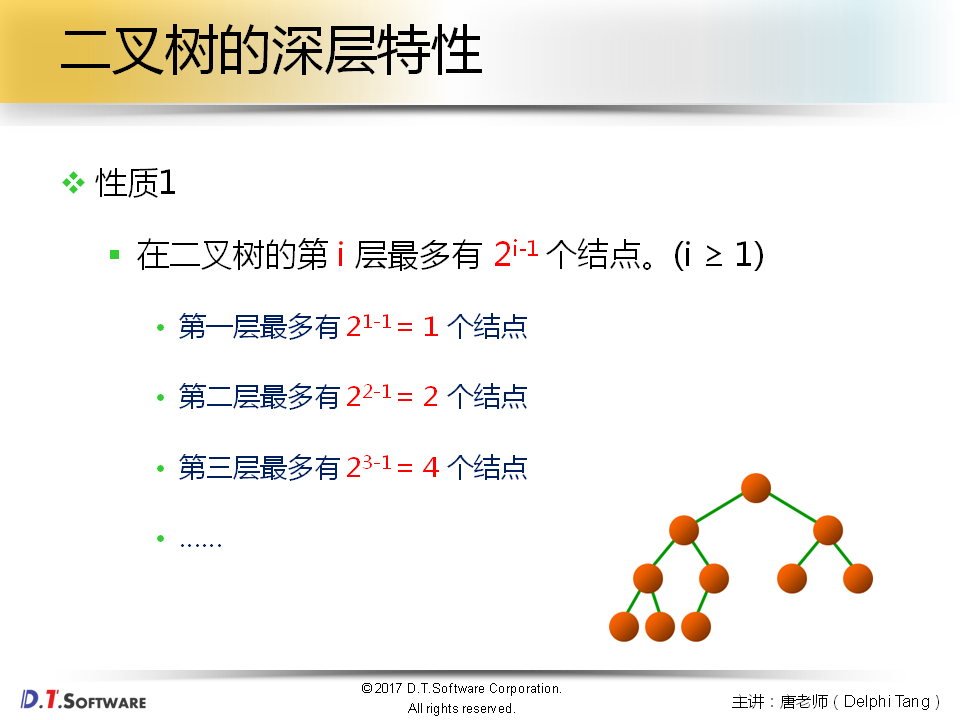 二叉树的深层特性
性质1
在二叉树的第 i 层最多有 2^{i-1} 个结点。(i ≥ 1)
第一层最多有 2^{1-1} = 1 个结点
第二层最多有 2^{2-1} = 2 个结点
第三层最多有 2^{3-1} = 4 个结点
……
D.T.SOFTWARE
©2017 D.T.Software Corporation.
All rights reserved.
主讲：唐老师（Delphi Tang）